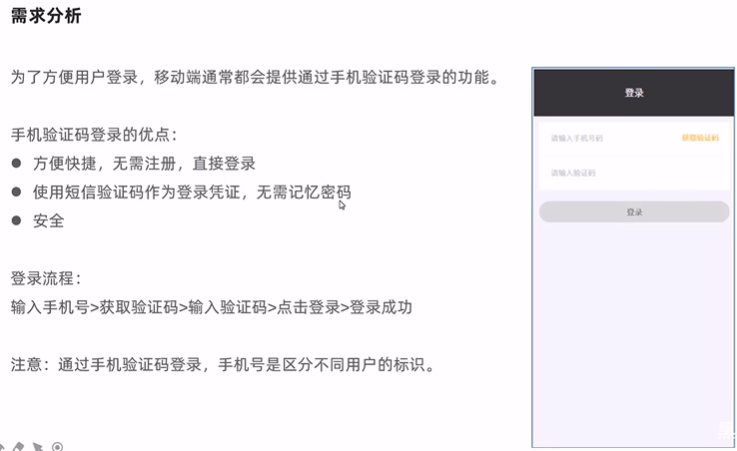 需求分析
为了方便用户登录，移动端通常都会提供通过手机验证码登录的功能。
手机验证码登录的优点：
● 方便快捷，无需注册，直接登录
● 使用短信验证码作为登录凭证，无需记忆密码
● 安全
登录流程：
输入手机号>获取验证码>输入验证码>点击登录>登录成功
注意：通过手机验证码登录，手机号是区分不同用户的标识。
登录
请输入手机号码 获取验证码
请输入验证码
登录